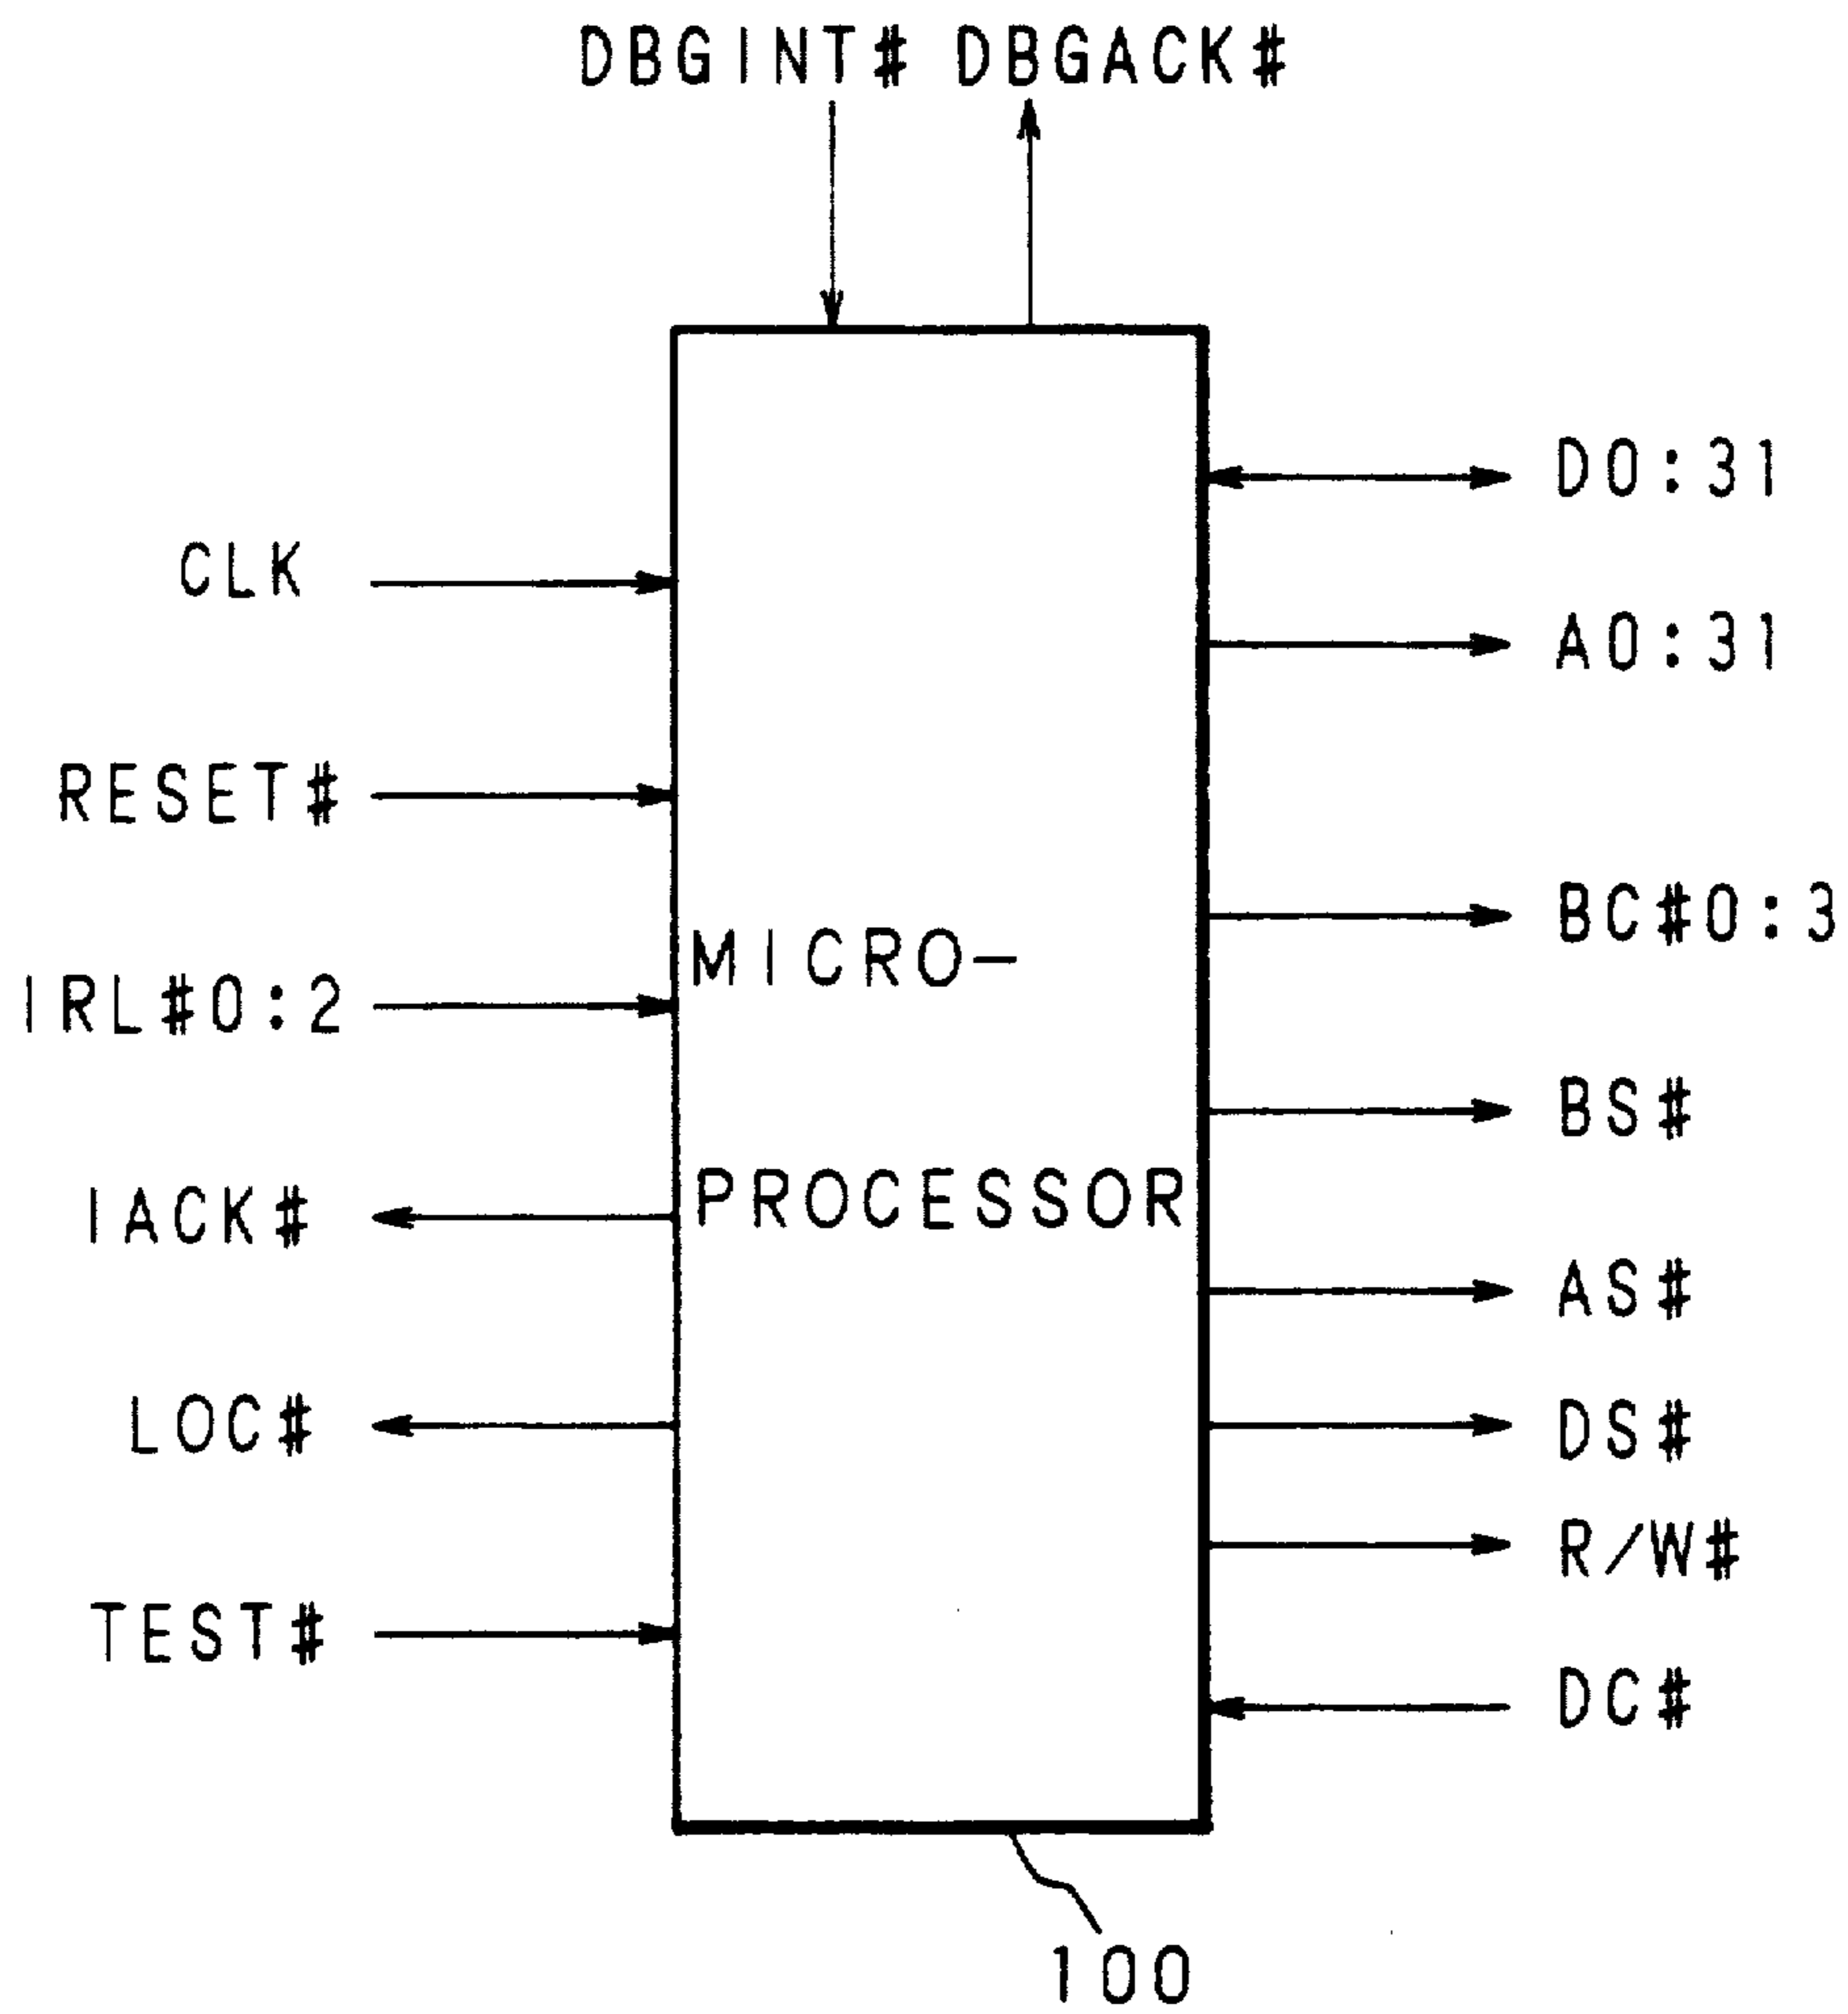 DBGINT# DBGACK#
CLK
RESET#
IRL#0:2
IACK#
LOC#
TEST#
MICRO-
PROCESSOR
D0:31
A0:31
BC#0:3
BS#
AS#
DS#
R/W#
DC#
100